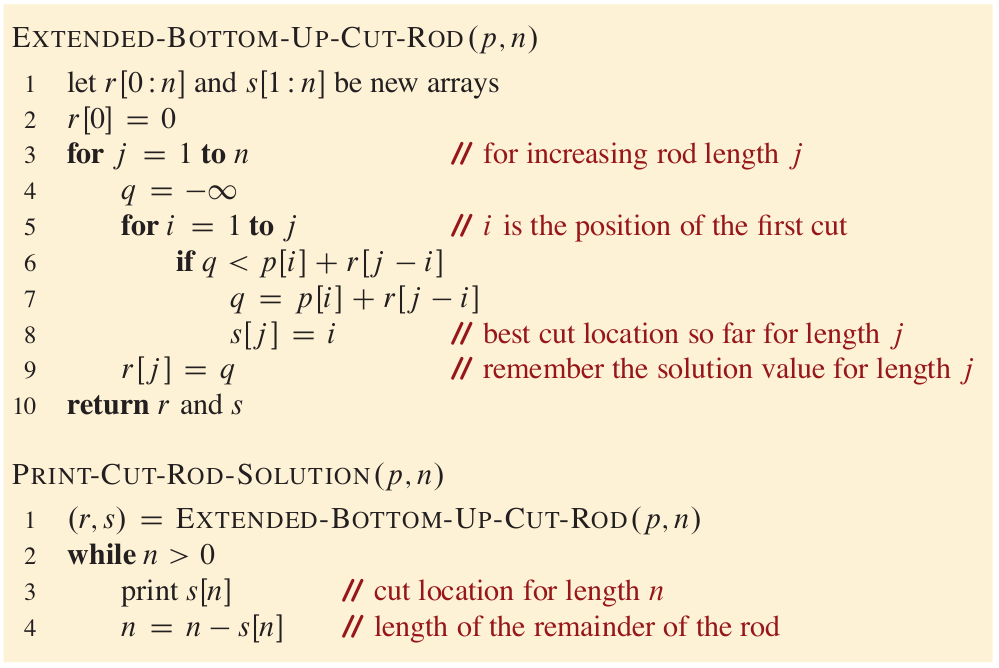 EXTENDED-BOTTOM-UP-CUT-ROD(p, n)
1 let r[0:n] and s[1:n] be new arrays
2 r[0] = 0
3 for j = 1 to n // for increasing rod length j
4 q = −∞
5 for i = 1 to j // i is the position of the first cut
6 if q < p[i] + r[j − i]
7 q = p[i] + r[j − i]
8 s[j] = i // best cut location so far for length j
9 r[j] = q // remember the solution value for length j
10 return r and s
PRINT-CUT-ROD-SOLUTION(p, n)
1 (r, s) = EXTENDED-BOTTOM-UP-CUT-ROD(p, n)
2 while n > 0
3 print s[n] // cut location for length n
4 n = n − s[n] // length of the remainder of the rod